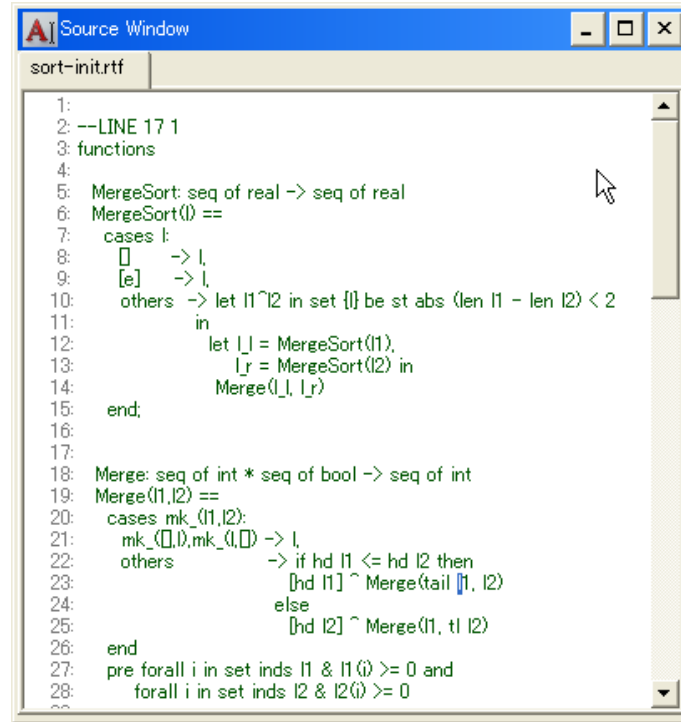 Source Window
sort-init.rtf
1:
2: --LINE 17 1
3: functions
4:
5: MergeSort: seq of real -> seq of real
6: MergeSort(l) ==
7: cases l:
8: [] -> l,
9: [e] -> l,
10: others -> let l1^l2 in set {l} be st abs (len l1 - len l2) < 2
11: in
12: let l_l = MergeSort(l1),
13: l_r = MergeSort(l2) in
14: Merge(l_l, l_r)
15: end;
16:
17:
18: Merge: seq of int * seq of bool -> seq of int
19: Merge(l1,l2) ==
20: cases mk_(l1,l2):
21: mk_([],l),mk_(l,[]) -> l,
22: others -> if hd l1 <= hd l2 then
23: [hd l1] ^ Merge(tail l1, l2)
24: else
25: [hd l2] ^ Merge(l1, tl l2)
26: end
27: pre forall i in set inds l1 & l1(i) >= 0 and
28: forall i in set inds l2 & l2(i) >= 0